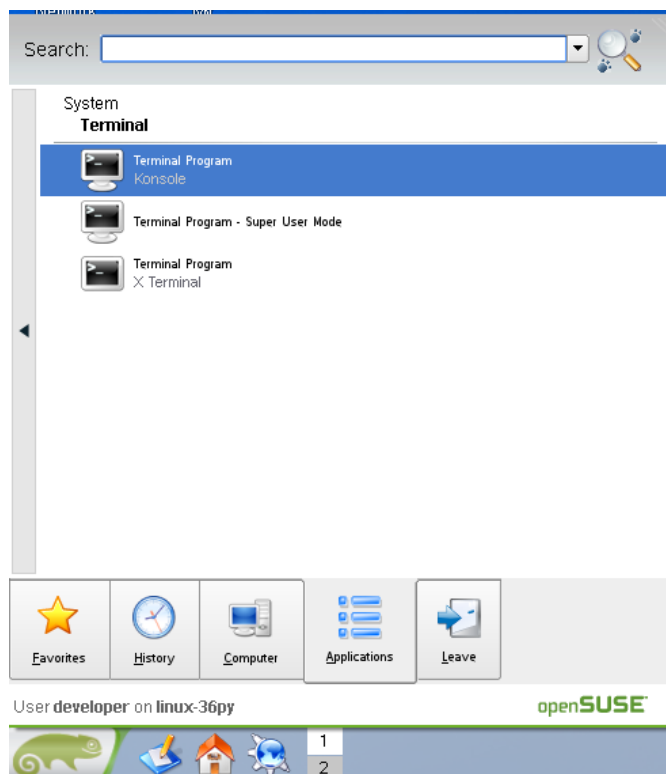 Search:
System
Terminal
Terminal Program
Konsole
Terminal Program - Super User Mode
Terminal Program
X Terminal
Favorites
History
Computer
Applications
Leave
User developer on linux-36py
openSUSE
1
2